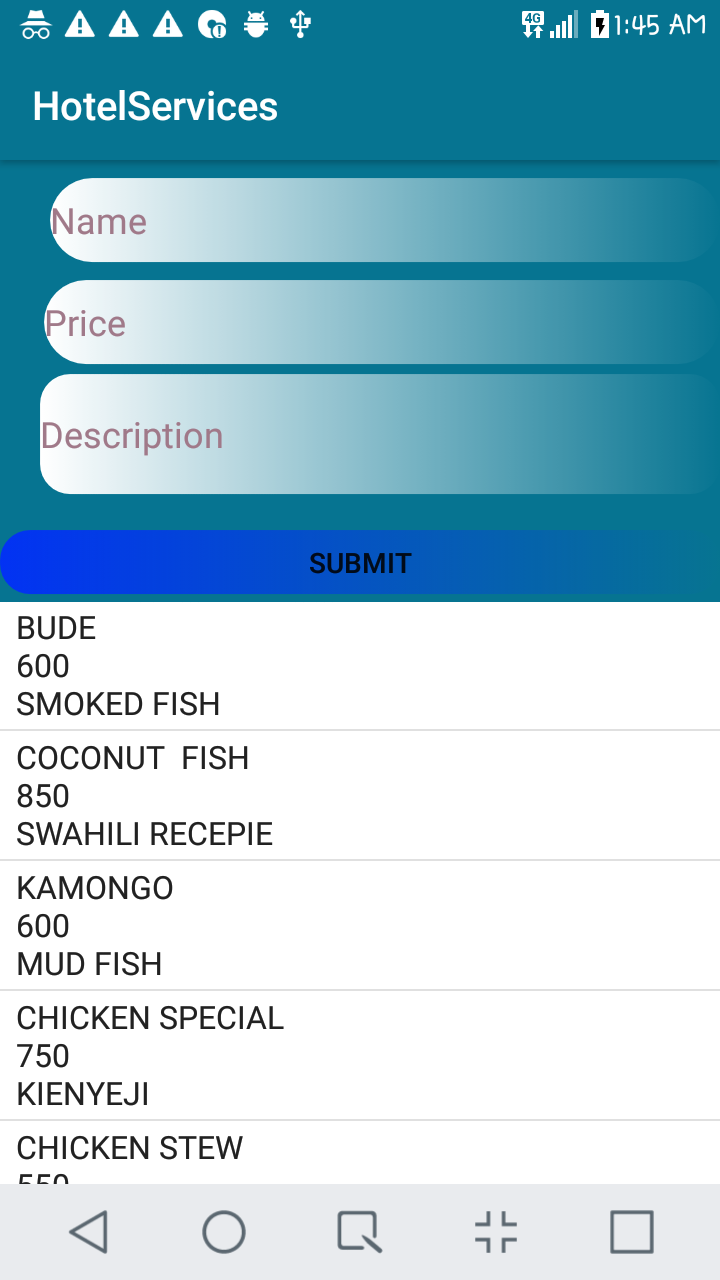 4G 1:45 AM
HotelServices
Name
Price
Description
SUBMIT
BUDE
600
SMOKED FISH
COCONUT  FISH
850
SWAHILI RECEPIE
KAMONGO
600
MUD FISH
CHICKEN SPECIAL
750
KIENYEJI
CHICKEN STEW
550